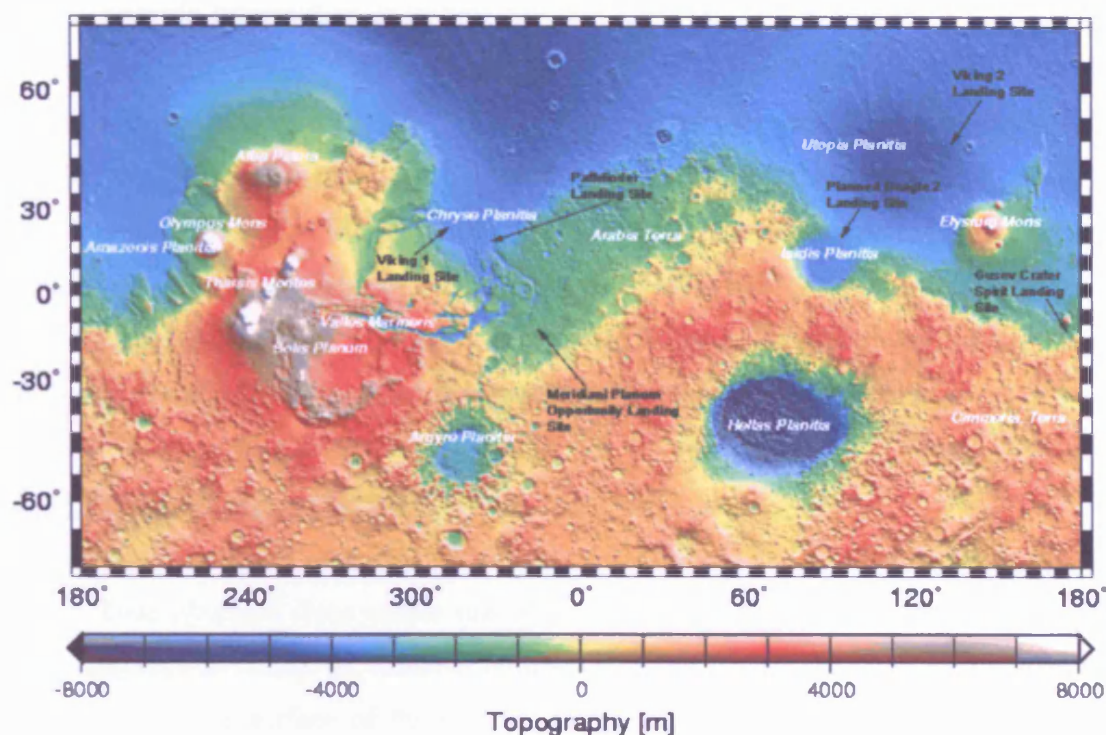 60°
30°
0°
-30°
-60°
Viking 2
Landing Site
Utopia Planitia
Pathfinder
Landing Site
Planned Beagle 2
Landing Site
Alba Patera
Olympus Mons
Amazonis Planitia
Chryse Planitia
Arabia Terra
Isidis Planitia
Elysium Mons
Viking 1
Landing Site
Tharsis Montes
Gusev Crater
Spirit Landing
Site
Valles Marineris
Solis Planum
Meridiani Planum
Opportunity Landing
Site
Argyre Planitia
Hellas Planitia
Terra
180°
240°
300°
0°
60°
120°
180°
-8000
-4000
0
4000
8000
Topography [m]